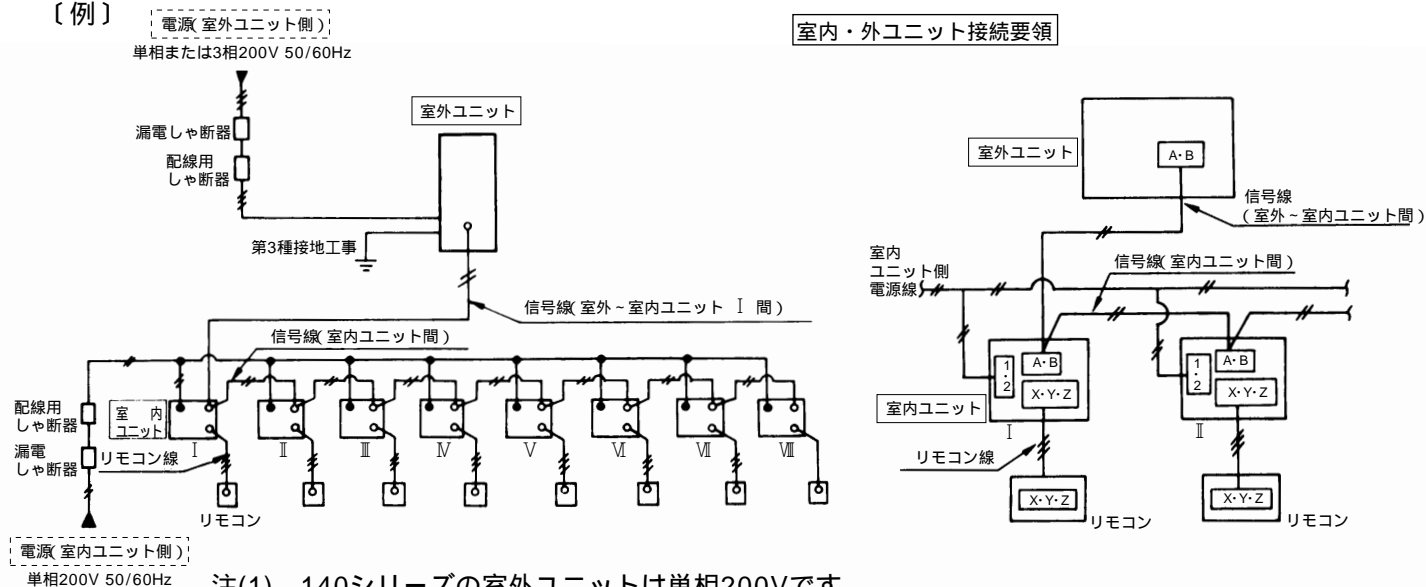 〔例〕
電源(室外ユニット側)
単相または3相200V 50/60Hz
漏電しゃ断器
配線用
しゃ断器
室外ユニット
第3種接地工事
信号線(室外~室内ユニット Ⅰ 間)
信号線(室内ユニット間)
配線用
しゃ断器
漏電
しゃ断器
室 内
ユニット
Ⅰ Ⅱ Ⅲ Ⅳ Ⅴ Ⅵ Ⅶ Ⅷ
リモコン線
リモコン
電源(室内ユニット側)
単相200V 50/60Hz
室内・外ユニット接続要領
室外ユニット
A・B
信号線
(室外~室内ユニット間)
室内
ユニット側
電源線
信号線(室内ユニット間)
1・2
A・B
X・Y・Z
1・2
A・B
X・Y・Z
室内ユニット
Ⅰ Ⅱ
リモコン線
X・Y・Z
リモコン
X・Y・Z
リモコン
注(1) 140シリーズの室外ユニットは単相200Vです